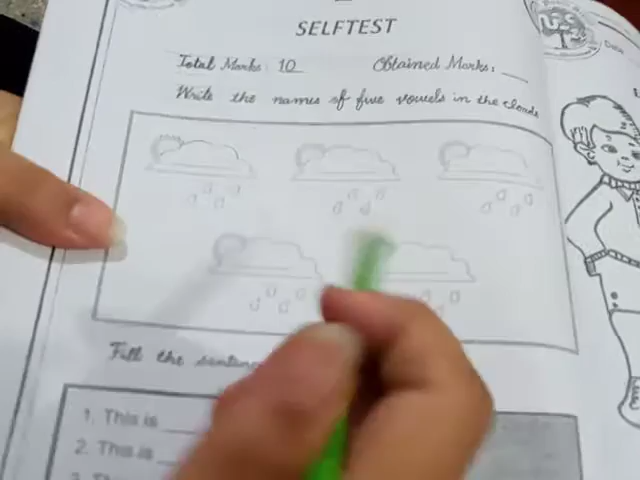 SELFTEST
Total Marks: 10 Obtained Marks: __
Write the names of five vowels in the clouds
Fill the
1. This is
2. This is